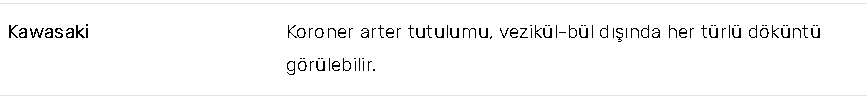 Kawasaki
Koroner arter tutulumu, vezikül-bül dışında her türlü döküntü
görülebilir.